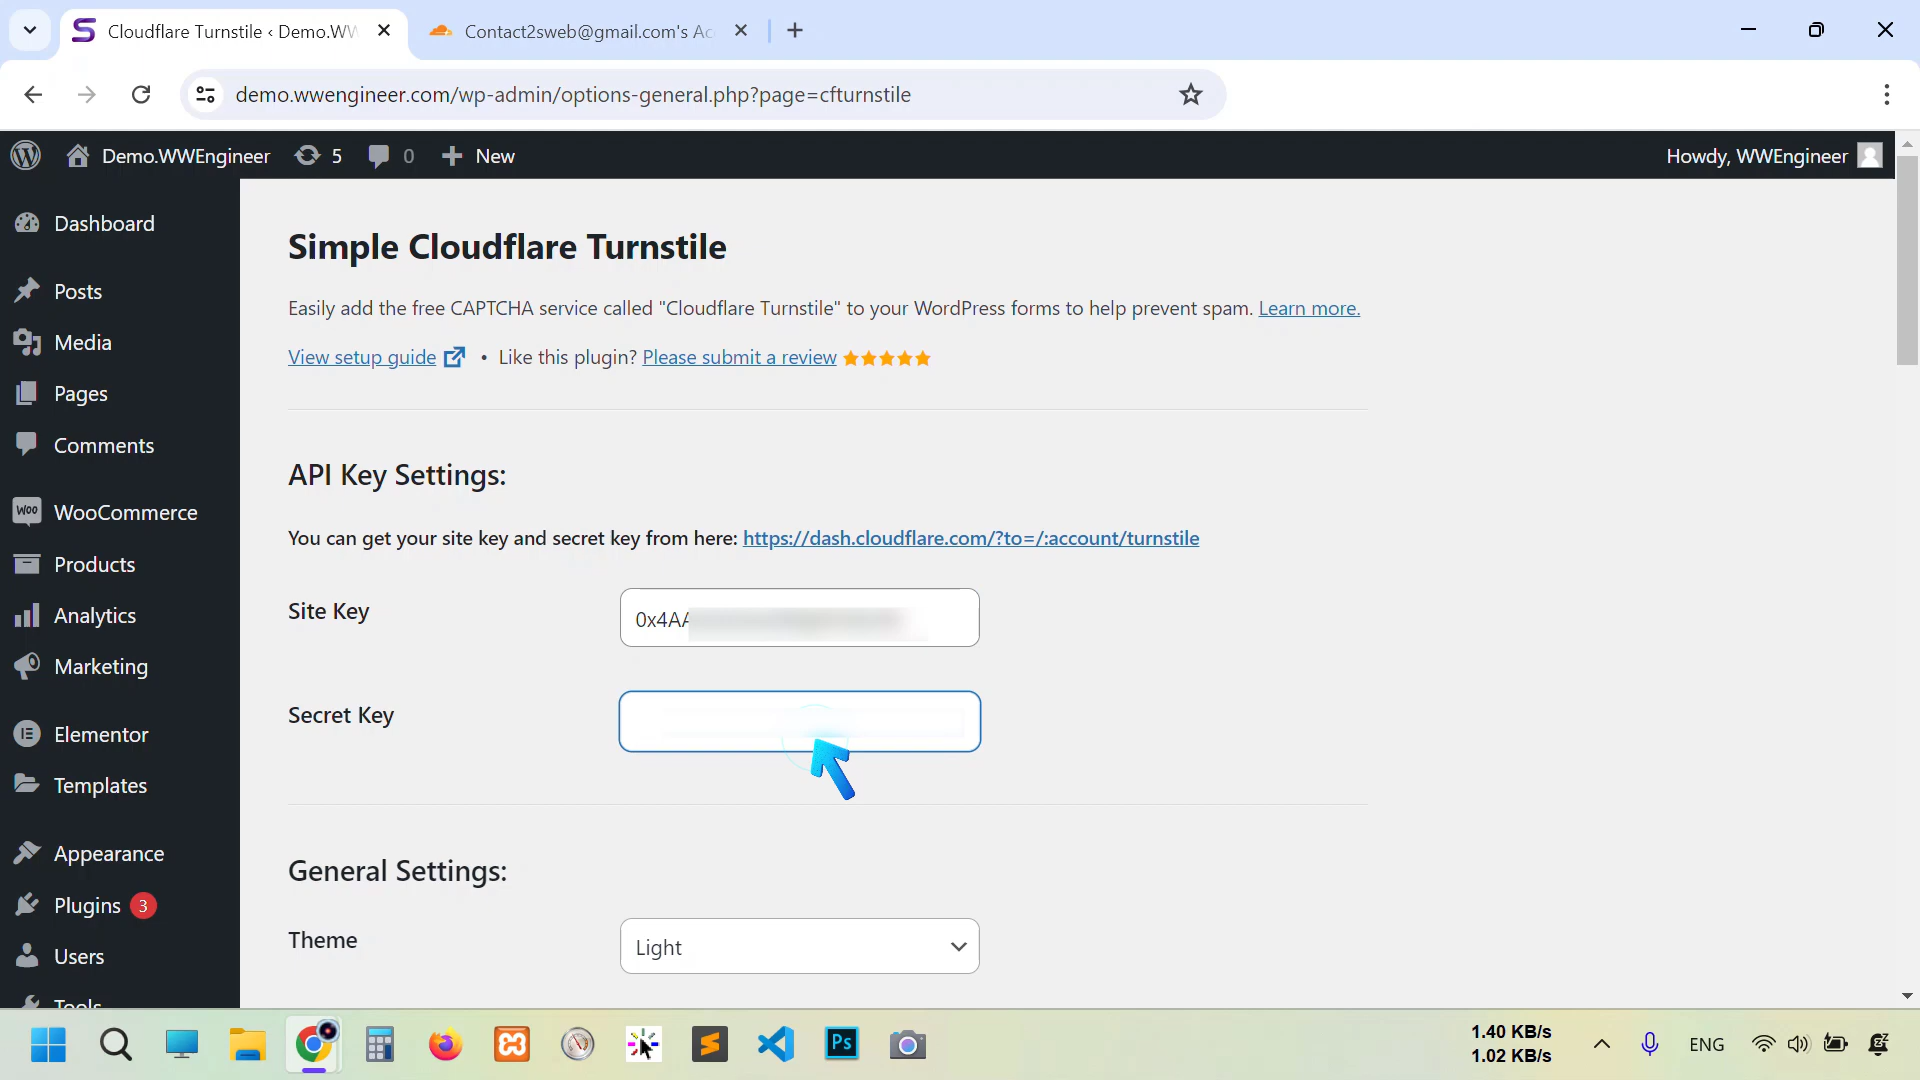 Cloudflare Turnstile ‹ Demo.WW
Contact2sweb@gmail.com's Ac
demo.wwengineer.com/wp-admin/options-general.php?page=cfturnstile
Demo.WWEngineer
5
0
New
Howdy, WWEngineer
Dashboard
Posts
Media
Pages
Comments
WooCommerce
Products
Analytics
Marketing
Elementor
Templates
Appearance
Plugins 3
Users
Tools
Simple Cloudflare Turnstile
Easily add the free CAPTCHA service called "Cloudflare Turnstile" to your WordPress forms to help prevent spam. Learn more.
View setup guide • Like this plugin? Please submit a review
API Key Settings:
You can get your site key and secret key from here: https://dash.cloudflare.com/?to=/:account/turnstile
Site Key
0x4AA
Secret Key
General Settings:
Theme
Light
Ps
1.40 KB/s
1.02 KB/s
ENG